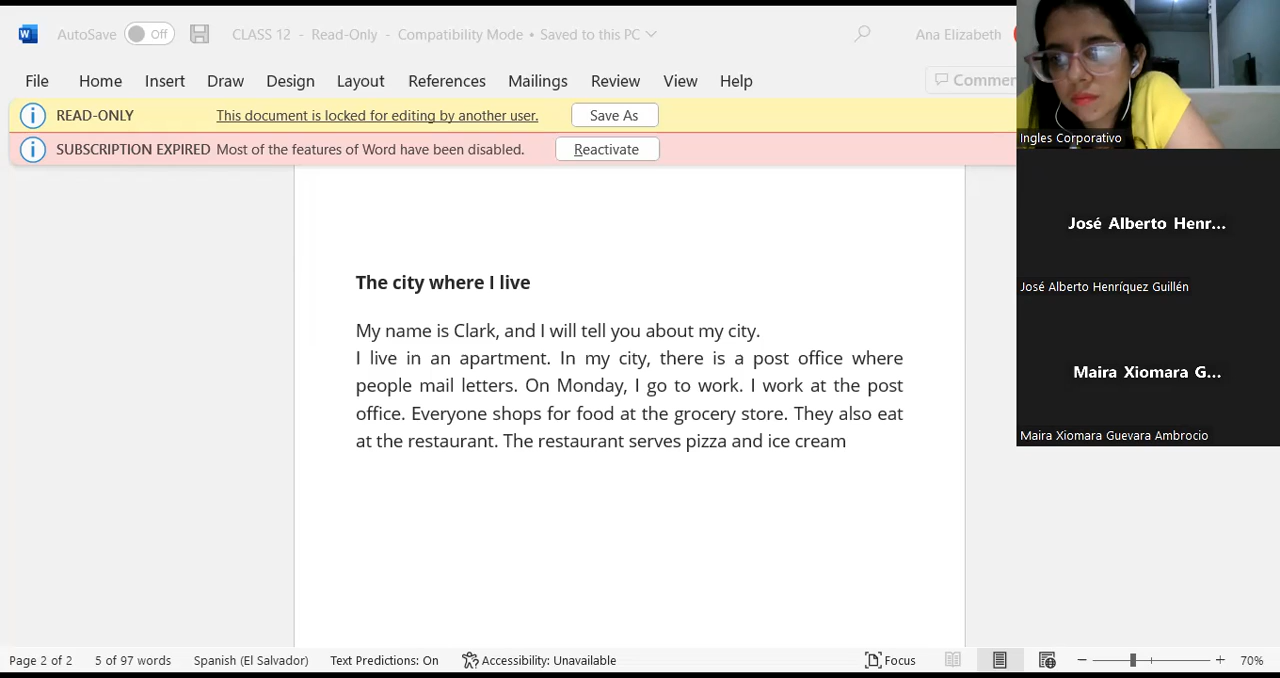 AutoSave Off CLASS 12 - Read-Only - Compatibility Mode • Saved to this PC Ana Elizabeth
File Home Insert Draw Design Layout References Mailings Review View Help
READ-ONLY This document is locked for editing by another user. Save As
SUBSCRIPTION EXPIRED Most of the features of Word has been disabled. Reactivate
Ingles Corporativo
José Alberto Henr...
José Alberto Henríquez Guillén
Maira Xiomara G...
Maira Xiomara Guevara Ambrocio
The city where I live
My name is Clark, and I will tell you about my city.
I live in an apartment. In my city, there is a post office where
people mail letters. On Monday, I go to work. I work at the post
office. Everyone shops for food at the grocery store. They also eat
at the restaurant. The restaurant serves pizza and ice cream
Page 2 of 2 5 of 97 words Spanish (El Salvador) Text Predictions: On Accessibility: Unavailable Focus 70%